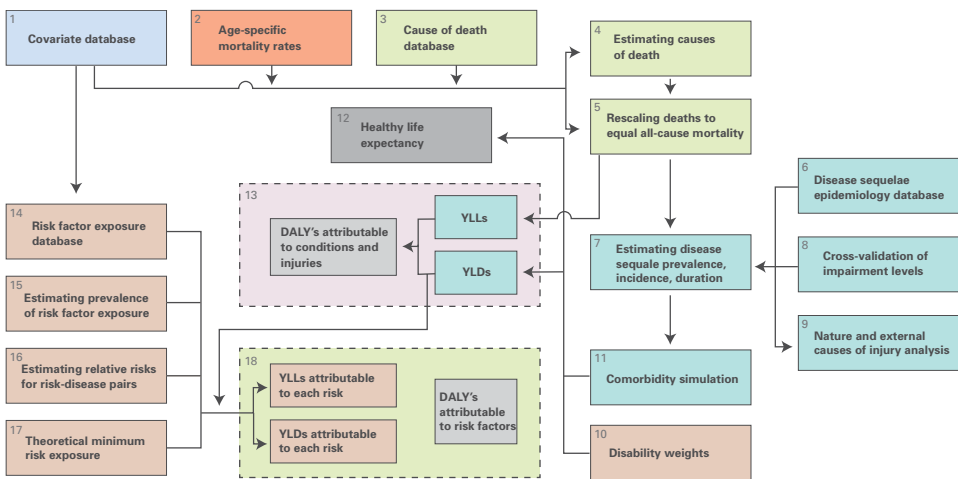 1
Covariate database
2
Age-specific
mortality rates
3
Cause of death
database
4
Estimating causes
of death
5
Rescaling deaths to
equal all-cause mortality
12
Healthy life
expectancy
6
Disease sequelae
epidemiology database
13
DALY's attributable
to conditions and
injuries
YLLs
YLDs
7
Estimating disease
sequale prevalence,
incidence, duration
8
Cross-validation of
impairment levels
9
Nature and external
causes of injury analysis
14
Risk factor exposure
database
15
Estimating prevalence
of risk factor exposure
16
Estimating relative risks
for risk-disease pairs
17
Theoretical minimum
risk exposure
18
YLLs attributable
to each risk
YLDs attributable
to each risk
DALY's
attributable
to risk factors
11
Comorbidity simulation
10
Disability weights